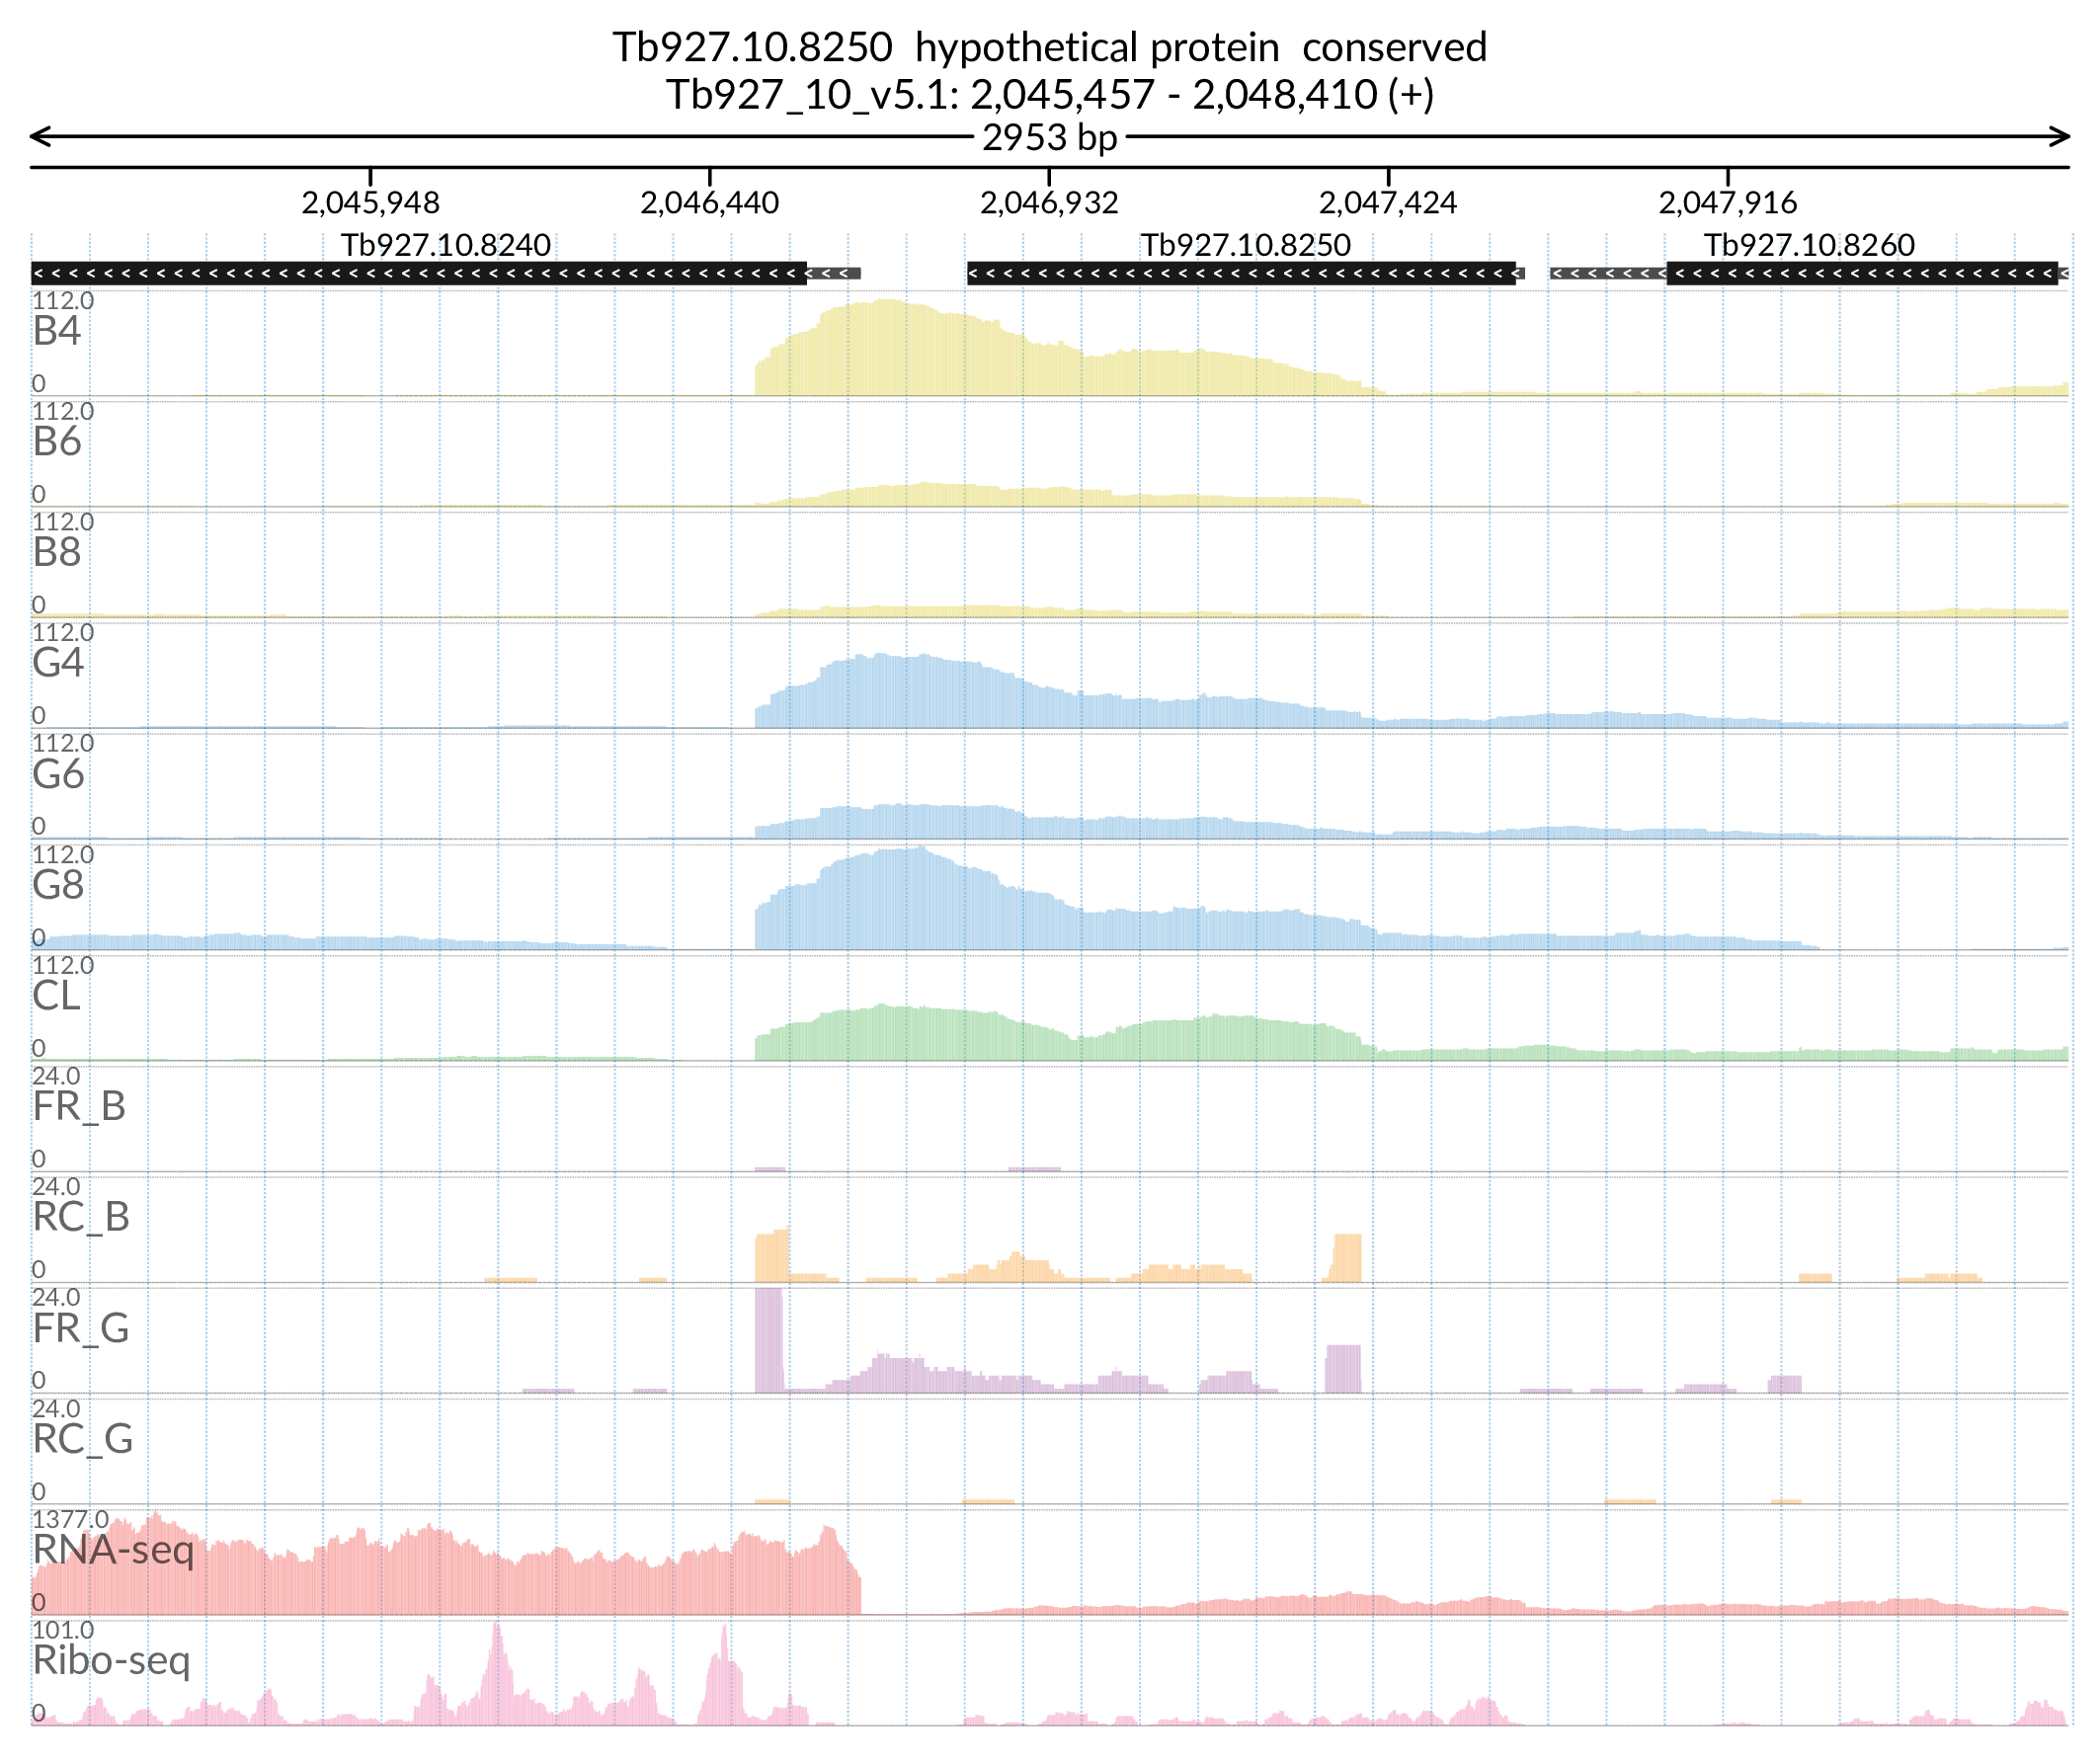 Tb927.10.8250 hypothetical protein conserved
Tb927_10_v5.1: 2,045,457 - 2,048,410 (+)
2953 bp
2,045,948 2,046,440 2,046,932 2,047,424 2,047,916
Tb927.10.8240 Tb927.10.8250 Tb927.10.8260
112.0
B4
0
112.0
B6
0
112.0
B8
0
112.0
G4
0
112.0
G6
0
112.0
G8
0
112.0
CL
0
24.0
FR_B
0
24.0
RC_B
0
24.0
FR_G
0
24.0
RC_G
0
1377.0
RNA-seq
0
101.0
Ribo-seq
0